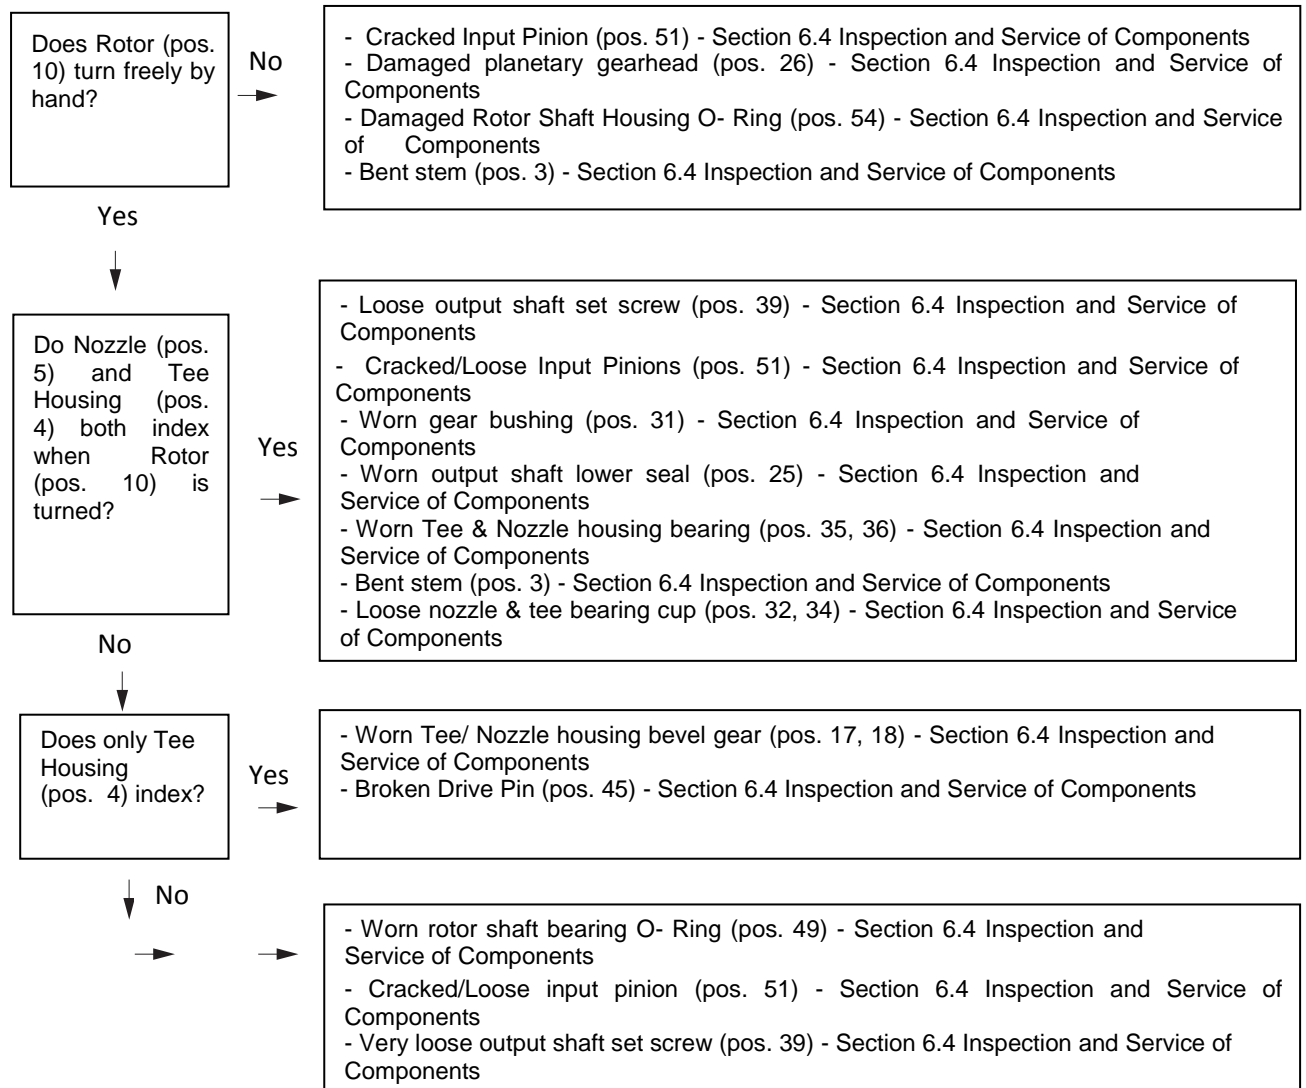 Does Rotor (pos.
10) turn freely by
hand?
No
- Cracked Input Pinion (pos. 51) - Section 6.4 Inspection and Service of Components
- Damaged planetary gearhead (pos. 26) - Section 6.4 Inspection and Service of
Components
- Damaged Rotor Shaft Housing O- Ring (pos. 54) - Section 6.4 Inspection and Service
of Components
- Bent stem (pos. 3) - Section 6.4 Inspection and Service of Components
Yes
Do Nozzle (pos.
5) and Tee
Housing (pos.
4) both index
when Rotor
(pos. 10) is
turned?
Yes
- Loose output shaft set screw (pos. 39) - Section 6.4 Inspection and Service of
Components
- Cracked/Loose Input Pinions (pos. 51) - Section 6.4 Inspection and Service of
Components
- Worn gear bushing (pos. 31) - Section 6.4 Inspection and Service of
Components
- Worn output shaft lower seal (pos. 25) - Section 6.4 Inspection and
Service of Components
- Worn Tee & Nozzle housing bearing (pos. 35, 36) - Section 6.4 Inspection and
Service of Components
- Bent stem (pos. 3) - Section 6.4 Inspection and Service of Components
- Loose nozzle & tee bearing cup (pos. 32, 34) - Section 6.4 Inspection and Service
of Components
No
Does only Tee
Housing
(pos. 4) index?
Yes
- Worn Tee/ Nozzle housing bevel gear (pos. 17, 18) - Section 6.4 Inspection and
Service of Components
- Broken Drive Pin (pos. 45) - Section 6.4 Inspection and Service of Components
No
- Worn rotor shaft bearing O- Ring (pos. 49) - Section 6.4 Inspection and
Service of Components
- Cracked/Loose input pinion (pos. 51) - Section 6.4 Inspection and Service of
Components
- Very loose output shaft set screw (pos. 39) - Section 6.4 Inspection and Service of
Components